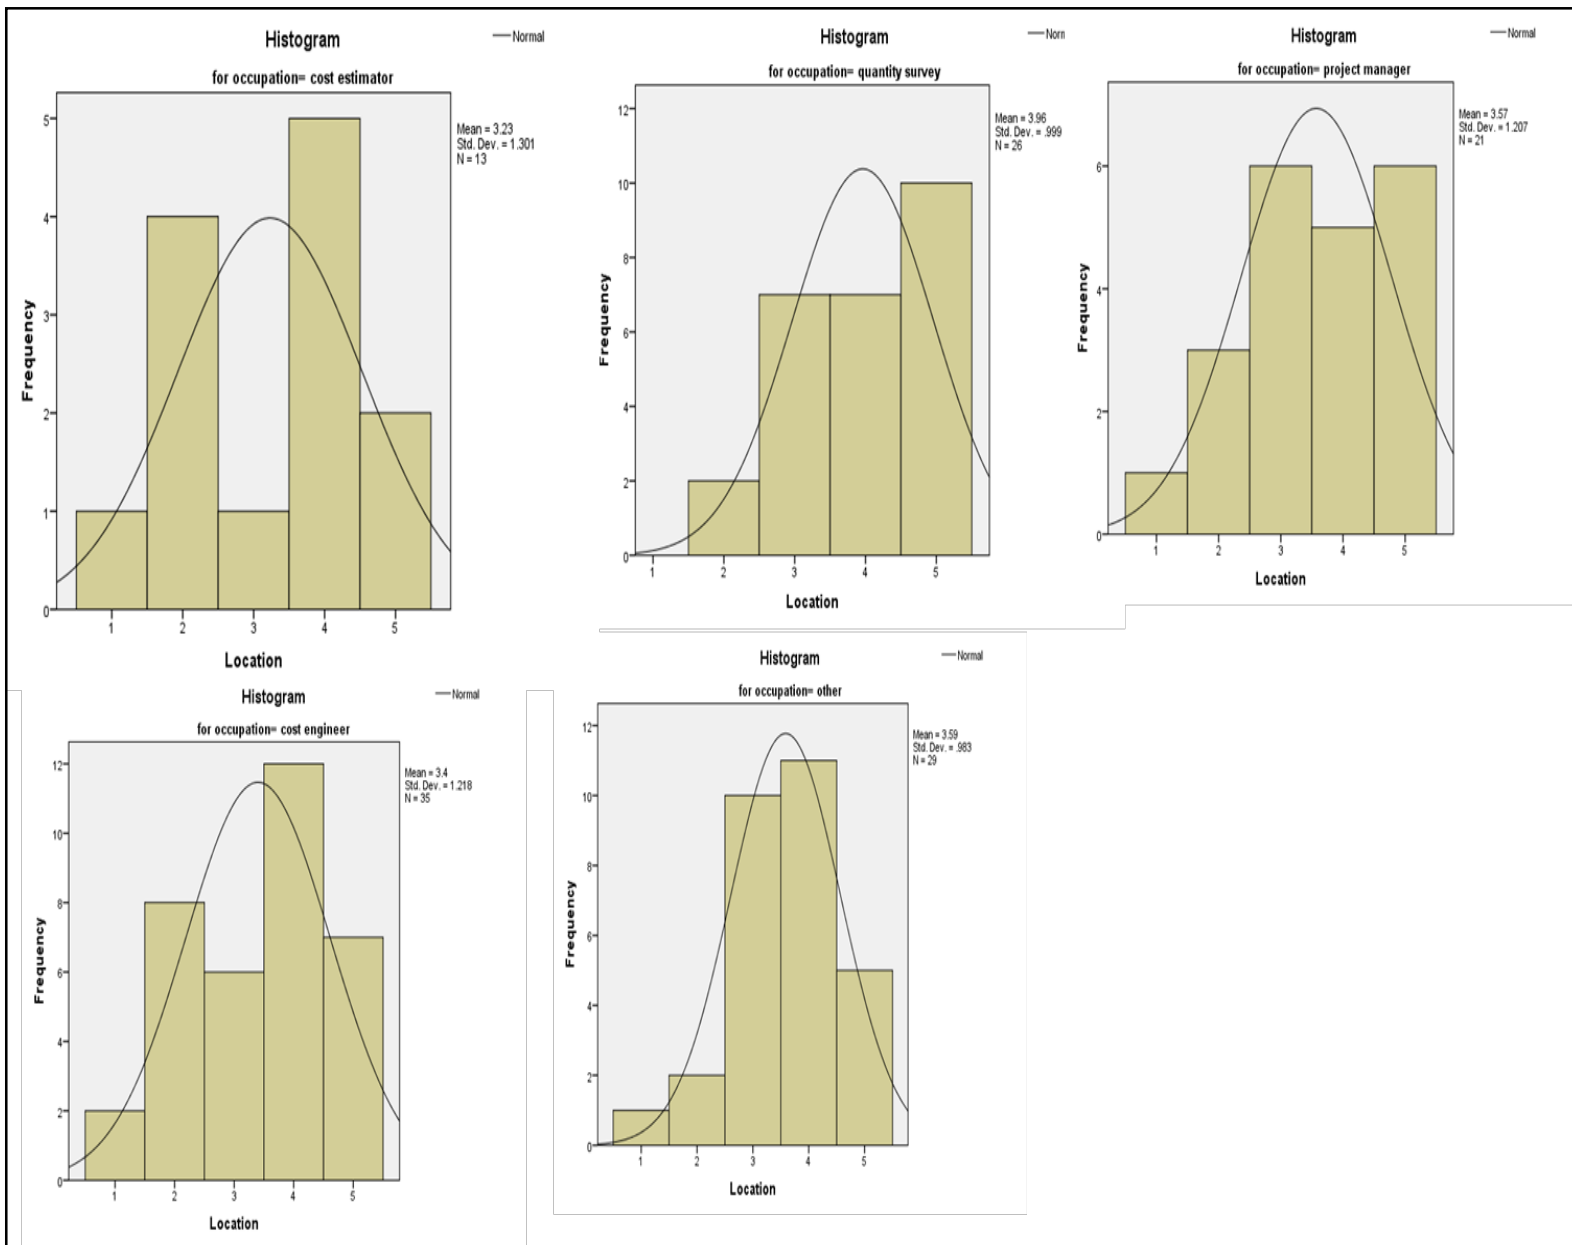 Histogram
Normal
for occupation= cost estimator
Mean = 3.23
Std. Dev. = 1.301
N = 13
5
4
3
2
1
0
Frequency
1 2 3 4 5
Location
Histogram
Norn
for occupation= quantity survey
Mean = 3.96
Std. Dev. = .999
N = 26
12
10
8
6
4
2
0
Frequency
1 2 3 4 5
Location
Histogram
Normal
for occupation= project manager
Mean = 3.57
Std. Dev. = 1.207
N = 21
6
4
2
0
Frequency
1 2 3 4 5
Location
Histogram
Normal
for occupation= cost engineer
Mean = 3.4
Std. Dev. = 1.218
N = 35
12
10
8
6
4
2
0
Frequency
1 2 3 4 5
Location
Histogram
Normal
for occupation= other
Mean = 3.59
Std. Dev. = .983
N = 29
12
10
8
6
4
2
0
Frequency
1 2 3 4 5
Location